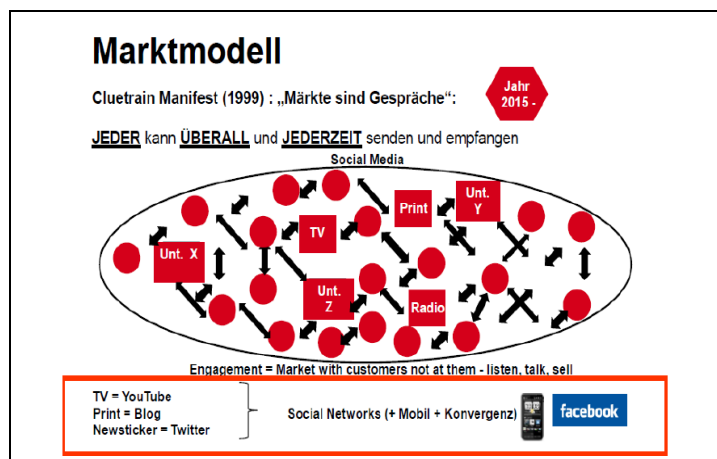 Marktmodell
Cluetrain Manifest (1999) : „Märkte sind Gespräche“:
Jahr
2015 -
JEDER kann ÜBERALL und JEDERZEIT senden und empfangen
Social Media
Print
Unt.
Y
TV
Unt. X
Unt.
Z
Radio
Engagement = Market with customers not at them - listen, talk, sell
TV = YouTube
Print = Blog
Newsticker = Twitter
Social Networks (+ Mobil + Konvergenz)
facebook